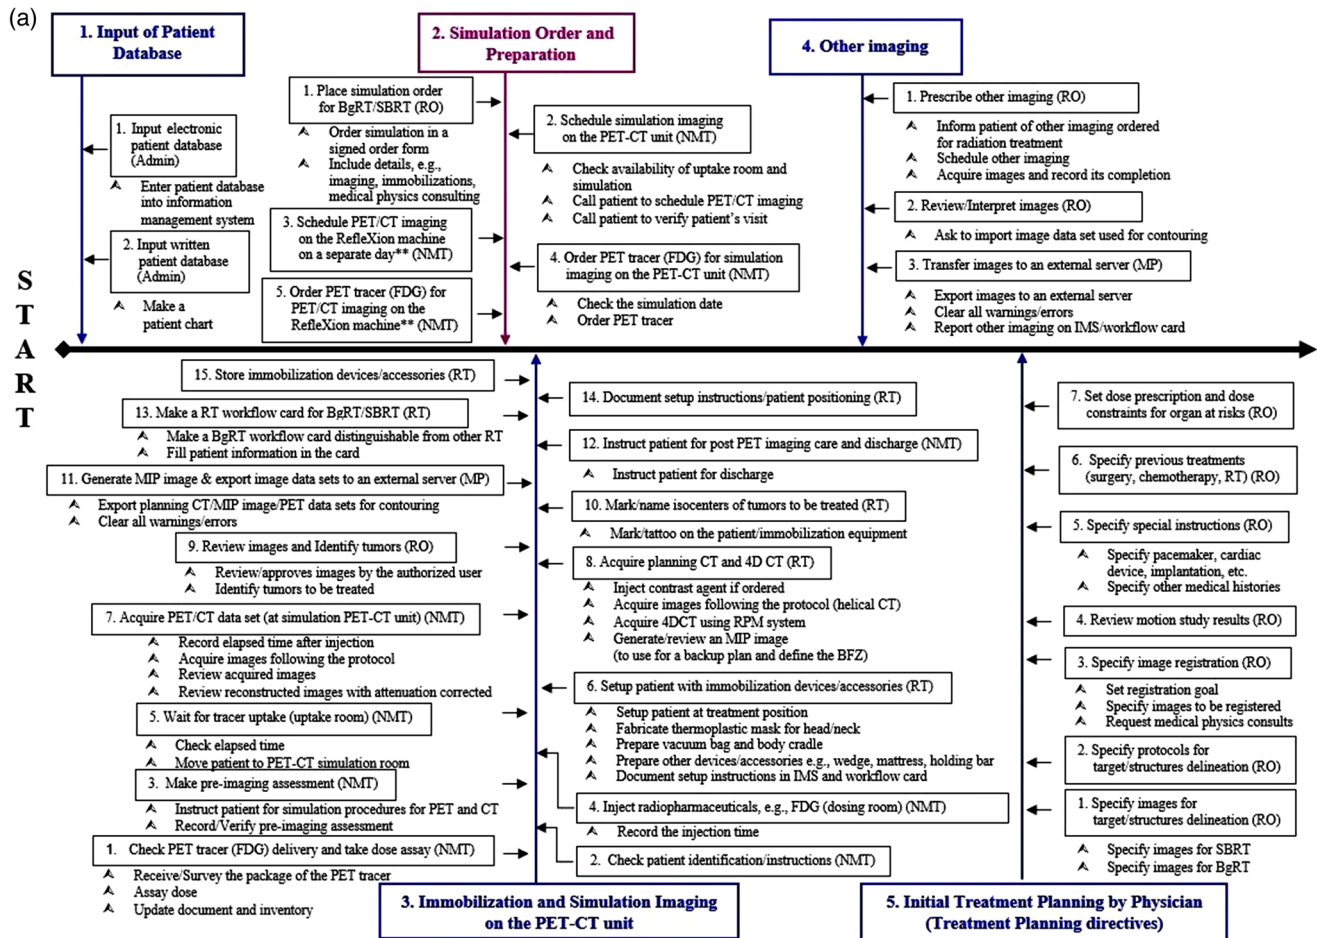 (a)
1. Input of Patient
Database
1. Input electronic
patient database
(Admin)
Enter patient database
into information
management system
2. Input written
patient database
(Admin)
Make a
patient chart
2. Simulation Order and
Preparation
1. Place simulation order
for BgRT/SBRT (RO)
Order simulation in a
signed order form
Include details, e.g.,
imaging, immobilizations,
medical physics consulting
2. Schedule simulation imaging
on the PET-CT unit (NMT)
Check availability of uptake room and
simulation
Call patient to schedule PET/CT imaging
Call patient to verify patient's visit
3. Schedule PET/CT imaging
on the RefleXion machine
on a separate day** (NMT)
4. Order PET tracer (FDG) for simulation
imaging on the PET-CT unit (NMT)
Check the simulation date
Order PET tracer
5. Order PET tracer (FDG) for
PET/CT imaging on the
RefleXion machine** (NMT)
4. Other imaging
1. Prescribe other imaging (RO)
Inform patient of other imaging ordered
for radiation treatment
Schedule other imaging
Acquire images and record its completion
2. Review/Interpret images (RO)
Ask to import image data set used for contouring
3. Transfer images to an external server (MP)
Export images to an external server
Clear all warnings/errors
Report other imaging on IMS/workflow card
START
15. Store immobilization devices/accessories (RT)
14. Document setup instructions/patient positioning (RT)
13. Make a RT workflow card for BgRT/SBRT (RT)
Make a BgRT workflow card distinguishable from other RT
Fill patient information in the card
12. Instruct patient for post PET imaging care and discharge (NMT)
Instruct patient for discharge
11. Generate MIP image & export image data sets to an external server (MP)
Export planning CT/MIP image/PET data sets for contouring
Clear all warnings/errors
10. Mark/name isocenters of tumors to be treated (RT)
Mark/tattoo on the patient/immobilization equipment
9. Review images and Identify tumors (RO)
Review/approves images by the authorized user
Identify tumors to be treated
8. Acquire planning CT and 4D CT (RT)
Inject contrast agent if ordered
Acquire images following the protocol (helical CT)
Acquire 4DCT using RPM system
Generate/review an MIP image
(to use for a backup plan and define the BFZ)
7. Acquire PET/CT data set (at simulation PET-CT unit) (NMT)
Record elapsed time after injection
Acquire images following the protocol
Review acquired images
Review reconstructed images with attenuation corrected
6. Setup patient with immobilization devices/accessories (RT)
Setup patient at treatment position
Fabricate thermoplastic mask for head/neck
Prepare vacuum bag and body cradle
Prepare other devices/accessories e.g., wedge, mattress, holding bar
Document setup instructions in IMS and workflow card
5. Wait for tracer uptake (uptake room) (NMT)
Check elapsed time
Move patient to PET-CT simulation room
4. Inject radiopharmaceuticals, e.g., FDG (dosing room) (NMT)
Record the injection time
3. Make pre-imaging assessment (NMT)
Instruct patient for simulation procedures for PET and CT
Record/Verify pre-imaging assessment
2. Check patient identification/instructions (NMT)
1. Check PET tracer (FDG) delivery and take dose assay (NMT)
Receive/Survey the package of the PET tracer
Assay dose
Update document and inventory
3. Immobilization and Simulation Imaging
on the PET-CT unit
7. Set dose prescription and dose
constraints for organ at risks (RO)
6. Specify previous treatments
(surgery, chemotherapy, RT) (RO)
5. Specify special instructions (RO)
Specify pacemaker, cardiac
device, implantation, etc.
Specify other medical histories
4. Review motion study results (RO)
3. Specify image registration (RO)
Set registration goal
Specify images to be registered
Request medical physics consults
2. Specify protocols for
target/structures delineation (RO)
1. Specify images for
target/structures delineation (RO)
Specify images for SBRT
Specify images for BgRT
5. Initial Treatment Planning by Physician
(Treatment Planning directives)